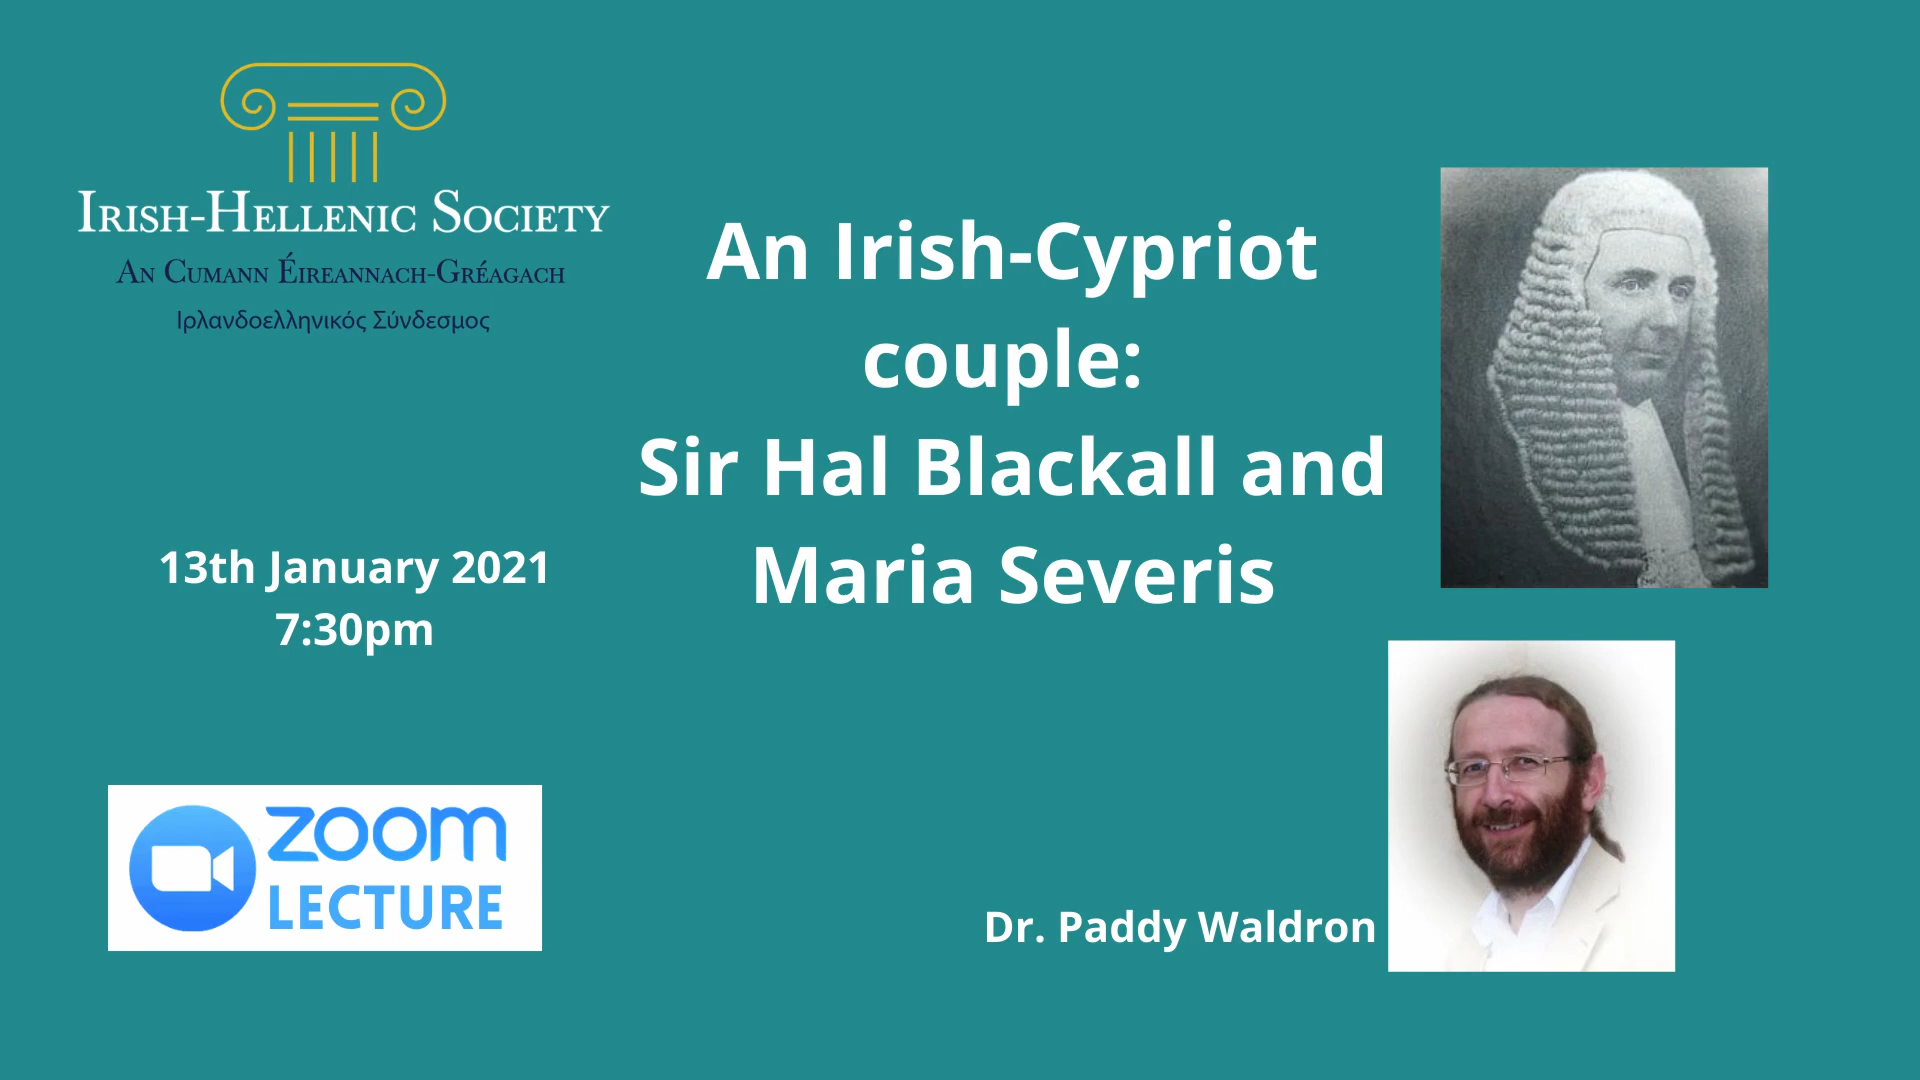 IRISH-HELLENIC SOCIETY
AN CUMANN ÉIREANNACH-GRÉAGACH
Ιρλανδοελληνικός Σύνδεσμος
An Irish-Cypriot
couple:
Sir Hal Blackall and
Maria Severis
13th January 2021
7:30pm
zoom
LECTURE
Dr. Paddy Waldron